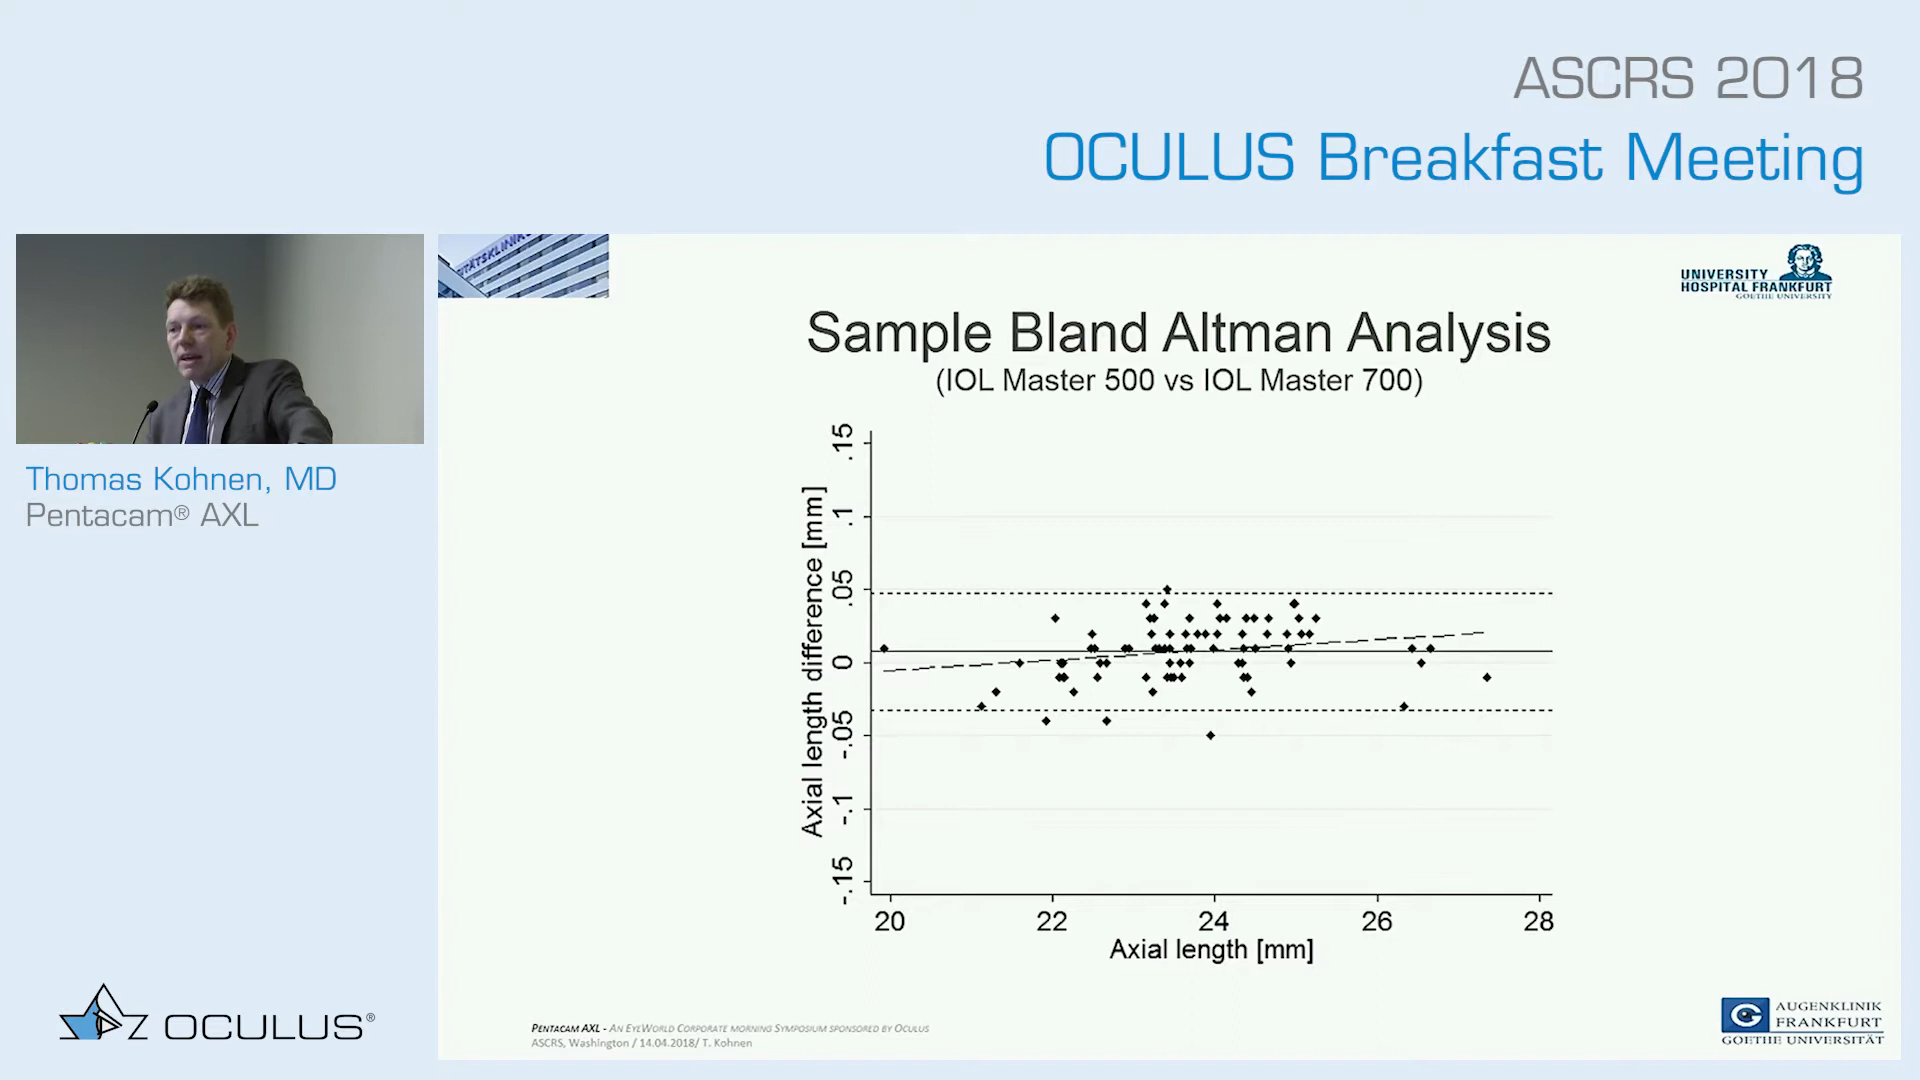 ASCRS 2018
OCULUS Breakfast Meeting
Thomas Kohnen, MD
Pentacam® AXL
UNIVERSITY
HOSPITAL FRANKFURT
GOETHE UNIVERSITY
Sample Bland Altman Analysis
(IOL Master 500 vs IOL Master 700)
Axial length difference [mm]
.15
.1
.05
0
-.05
-.1
-.15
20 22 24 26 28
Axial length [mm]
PENTACAM AXL - AN EYEWORLD CORPORATE MORNING SYMPOSIUM SPONSORED BY OCULUS
ASCRS, Washington / 14.04.2018/ T. Kohnen
OCULUS®
AUGENKLINIK
FRANKFURT
GOETHE UNIVERSITÄT